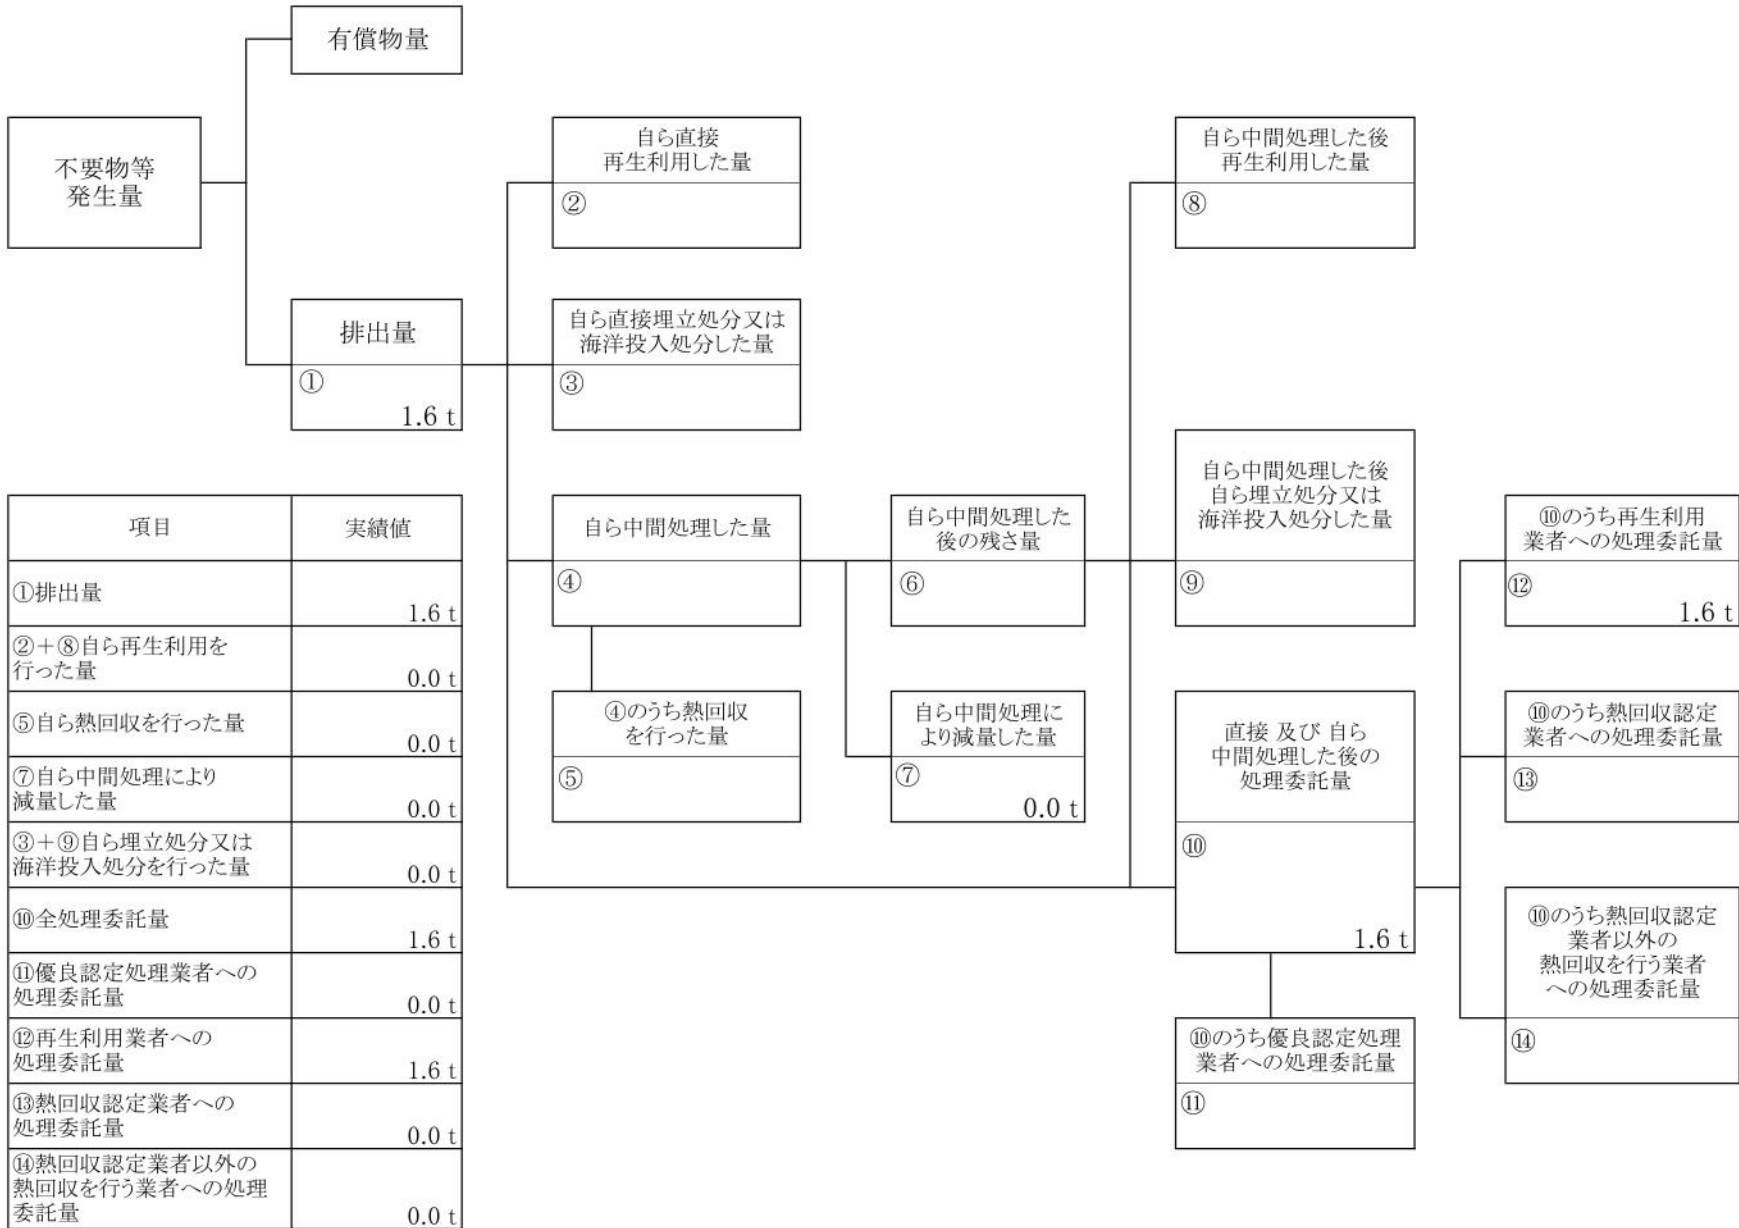 有償物量
不要物等
発生量
自ら直接
再生利用した量
②
自ら中間処理した後
再生利用した量
⑧
排出量
①
1.6 t
自ら直接埋立処分又は
海洋投入処分した量
③
自ら中間処理した量
④
自ら中間処理した
後の残さ量
⑥
自ら中間処理した後
自ら埋立処分又は
海洋投入処分した量
⑨
⑩のうち再生利用
業者への処理委託量
⑫
1.6 t
④のうち熱回収
を行った量
⑤
自ら中間処理に
より減量した量
⑦
0.0 t
直接 及び 自ら
中間処理した後の
処理委託量
⑩
1.6 t
⑩のうち熱回収認定
業者への処理委託量
⑬
⑩のうち熱回収認定
業者以外の
熱回収を行う業者
への処理委託量
⑭
⑩のうち優良認定処理
業者への処理委託量
⑪
項目 実績値
①排出量
1.6 t
②+⑧自ら再生利用を
行った量
0.0 t
⑤自ら熱回収を行った量
0.0 t
⑦自ら中間処理により
減量した量
0.0 t
③+⑨自ら埋立処分又は
海洋投入処分を行った量
0.0 t
⑩全処理委託量
1.6 t
⑪優良認定処理業者への
処理委託量
0.0 t
⑫再生利用業者への
処理委託量
1.6 t
⑬熱回収認定業者への
処理委託量
0.0 t
⑭熱回収認定業者以外の
熱回収を行う業者への処理
委託量
0.0 t